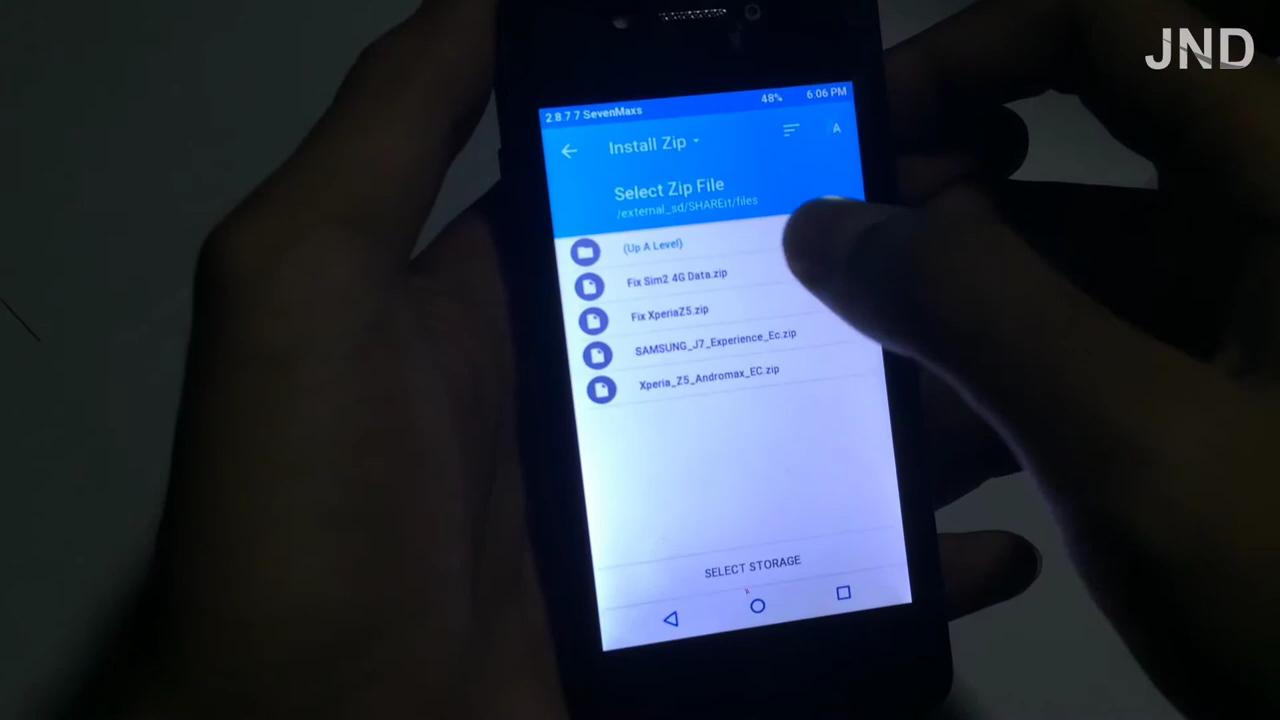 JND
2.8.7 7 SevenMaxs 48% 6:06 PM
Install Zip A
Select Zip File
/external_sd/SHAREit/files
(Up A Level)
Fix Sim2 4G Data.zip
Fix XperiaZ5.zip
SAMSUNG_J7_Experience_Ec.zip
Xperia_Z5_Andromax_EC.zip
SELECT STORAGE